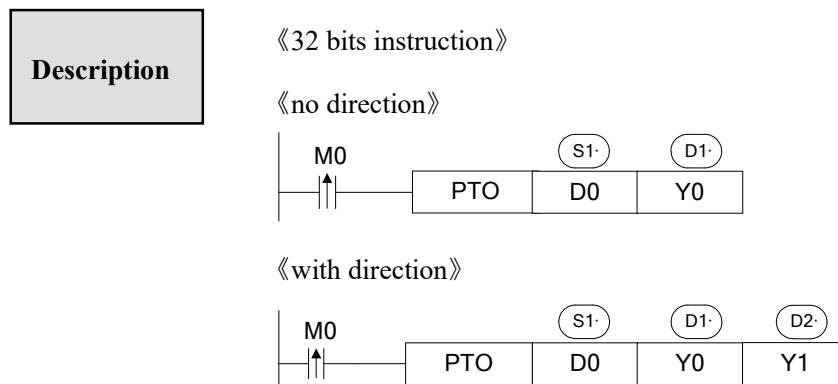 Description
《32 bits instruction》
《no direction》
M0
S1·
D1·
PTO
D0
Y0
《with direction》
M0
S1·
D1·
D2·
PTO
D0
Y0
Y1